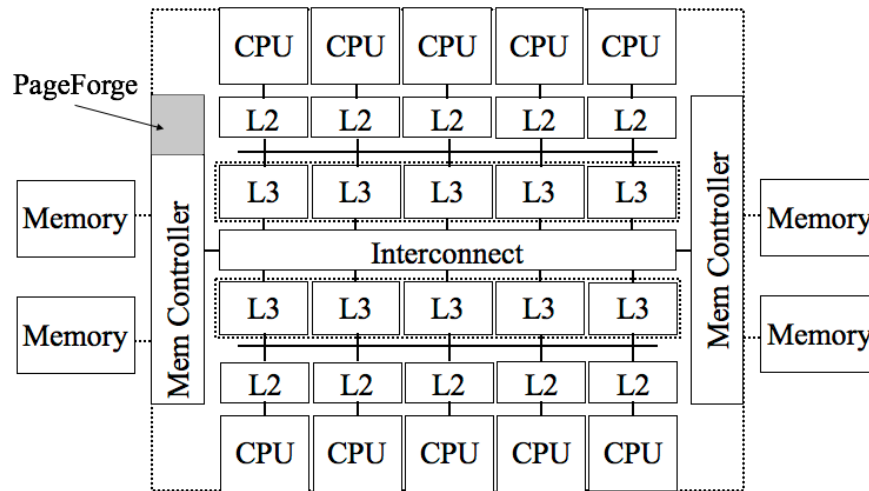 CPU CPU CPU CPU CPU
PageForge
L2 L2 L2 L2 L2
L3 L3 L3 L3 L3
Memory
Memory
Mem Controller
Interconnect
Mem Controller
Memory
Memory
L3 L3 L3 L3 L3
L2 L2 L2 L2 L2
CPU CPU CPU CPU CPU